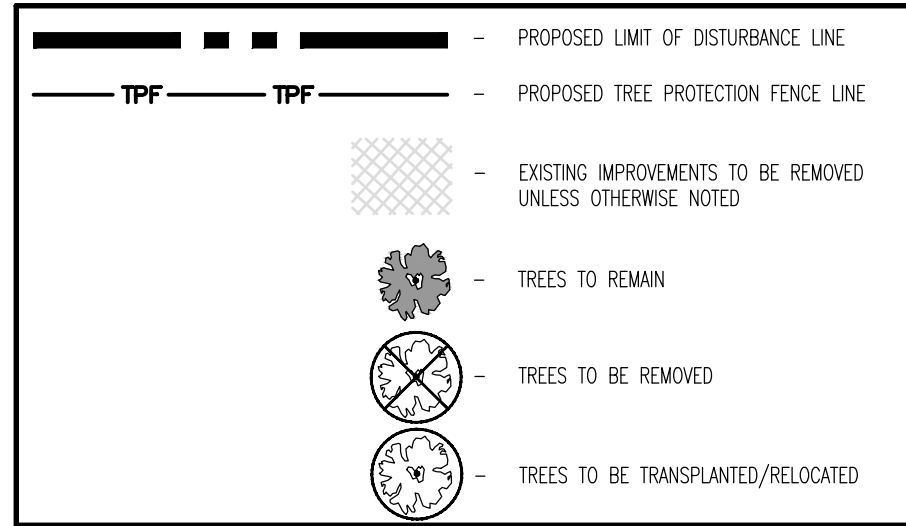 – PROPOSED LIMIT OF DISTURBANCE LINE
TPF TPF – PROPOSED TREE PROTECTION FENCE LINE
– EXISTING IMPROVEMENTS TO BE REMOVED
UNLESS OTHERWISE NOTED
– TREES TO REMAIN
– TREES TO BE REMOVED
– TREES TO BE TRANSPLANTED/RELOCATED